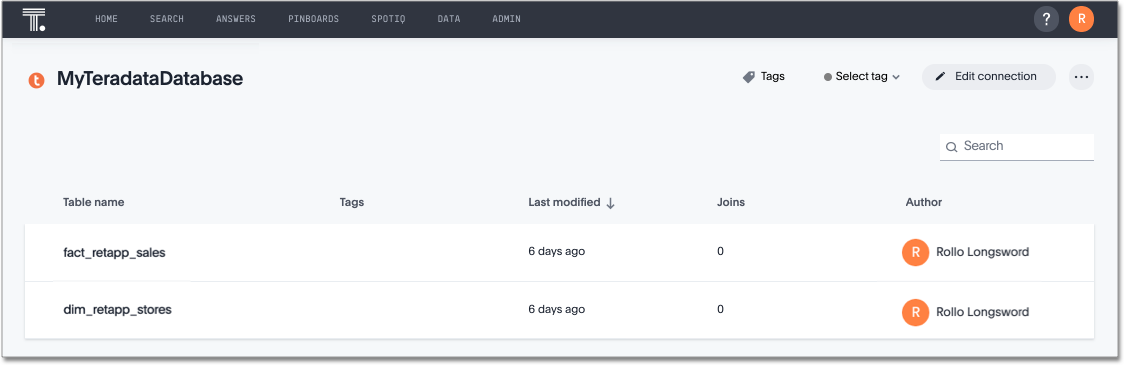 T. HOME SEARCH ANSWERS PINBOARDS SPOTIQ DATA ADMIN ? R
t MyTeradataDatabase Tags Select tag Edit connection ...
Search
Table name Tags Last modified Joins Author
fact_retapp_sales 6 days ago 0 R Rollo Longsword
dim_retapp_stores 6 days ago 0 R Rollo Longsword